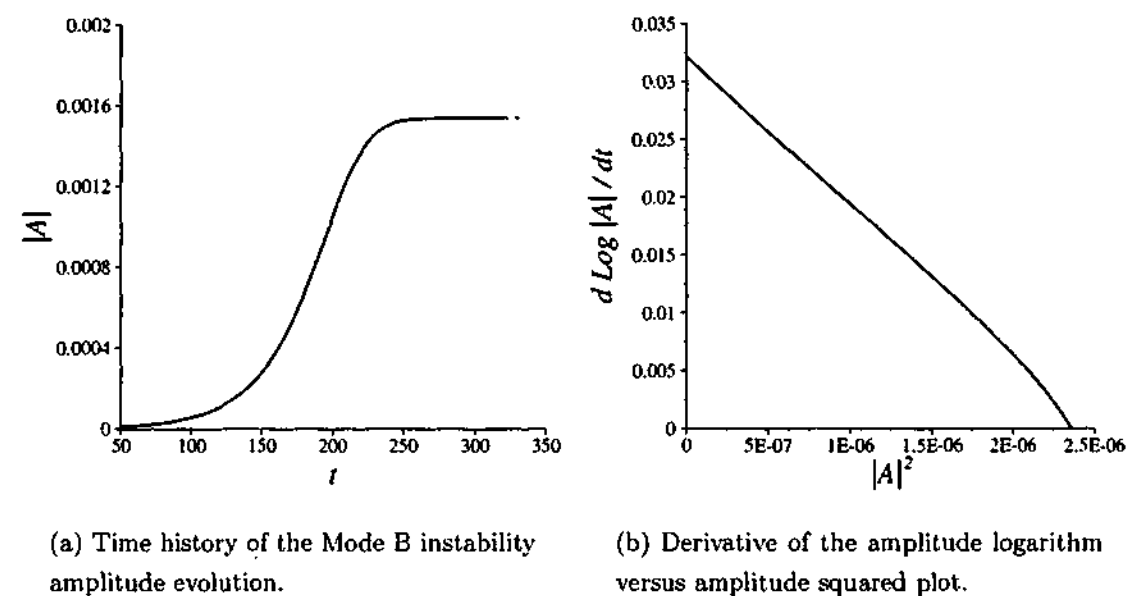 0.002
0.0016
0.0012
0.0008
0.0004
0
|A|
50 100 150 200 250 300 350
t
0.035
0.03
0.025
0.02
0.015
0.01
0.005
0
d Log |A| / dt
0 5E-07 1E-06 1.5E-06 2E-06 2.5E-06
|A|²
(a) Time history of the Mode B instability
amplitude evolution.
(b) Derivative of the amplitude logarithm
versus amplitude squared plot.